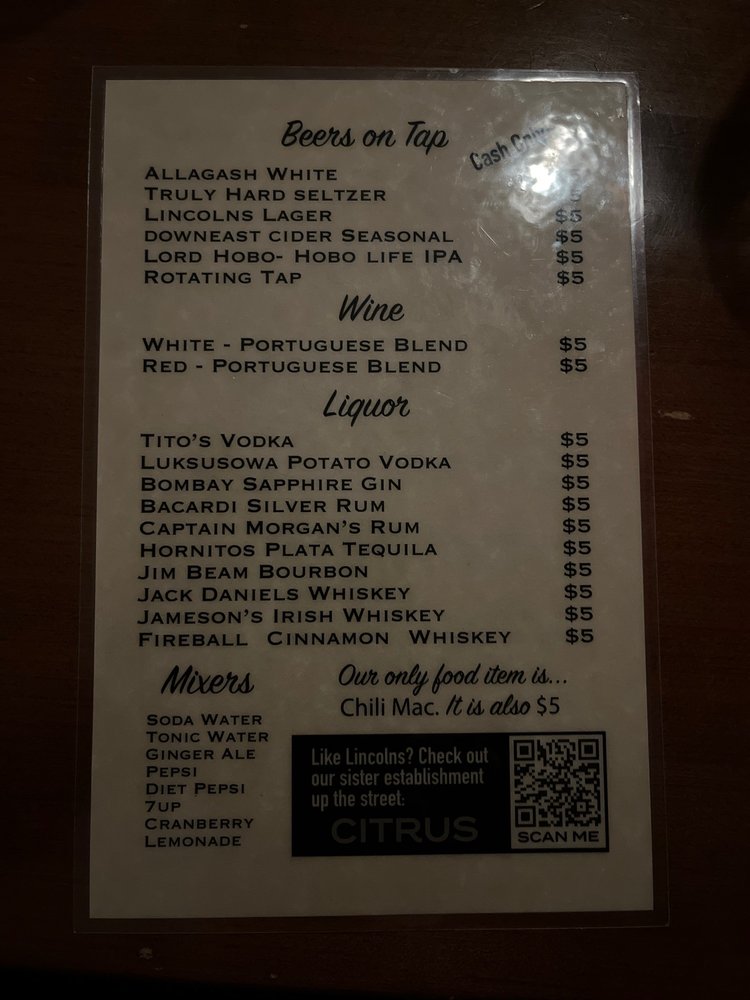 Beers on Tap
Cash
ALLAGASH WHITE
TRULY HARD SELTZER
LINCOLNS LAGER $5
DOWNEAST CIDER SEASONAL $5
LORD HOBO- HOBO LIFE IPA $5
ROTATING TAP $5
Wine
WHITE - PORTUGUESE BLEND $5
RED - PORTUGUESE BLEND $5
Liquor
TITO'S VODKA $5
LUKSUSOWA POTATO VODKA $5
BOMBAY SAPPHIRE GIN $5
BACARDI SILVER RUM $5
CAPTAIN MORGAN'S RUM $5
HORNITOS PLATA TEQUILA $5
JIM BEAM BOURBON $5
JACK DANIELS WHISKEY $5
JAMESON'S IRISH WHISKEY $5
FIREBALL CINNAMON WHISKEY $5
Mixers
SODA WATER
TONIC WATER
GINGER ALE
PEPSI
DIET PEPSI
7UP
CRANBERRY
LEMONADE
Our only food item is...
Chili Mac. It is also $5
Like Lincolns? Check out
our sister establishment
up the street:
CITRUS
SCAN ME